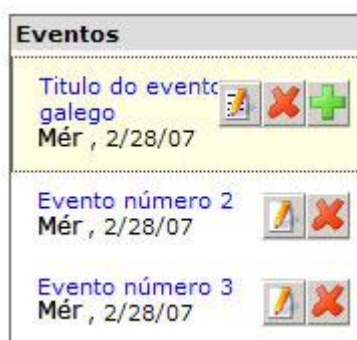 Eventos
Titulo do evento
galego
Mér , 2/28/07
Evento número 2
Mér , 2/28/07
Evento número 3
Mér , 2/28/07